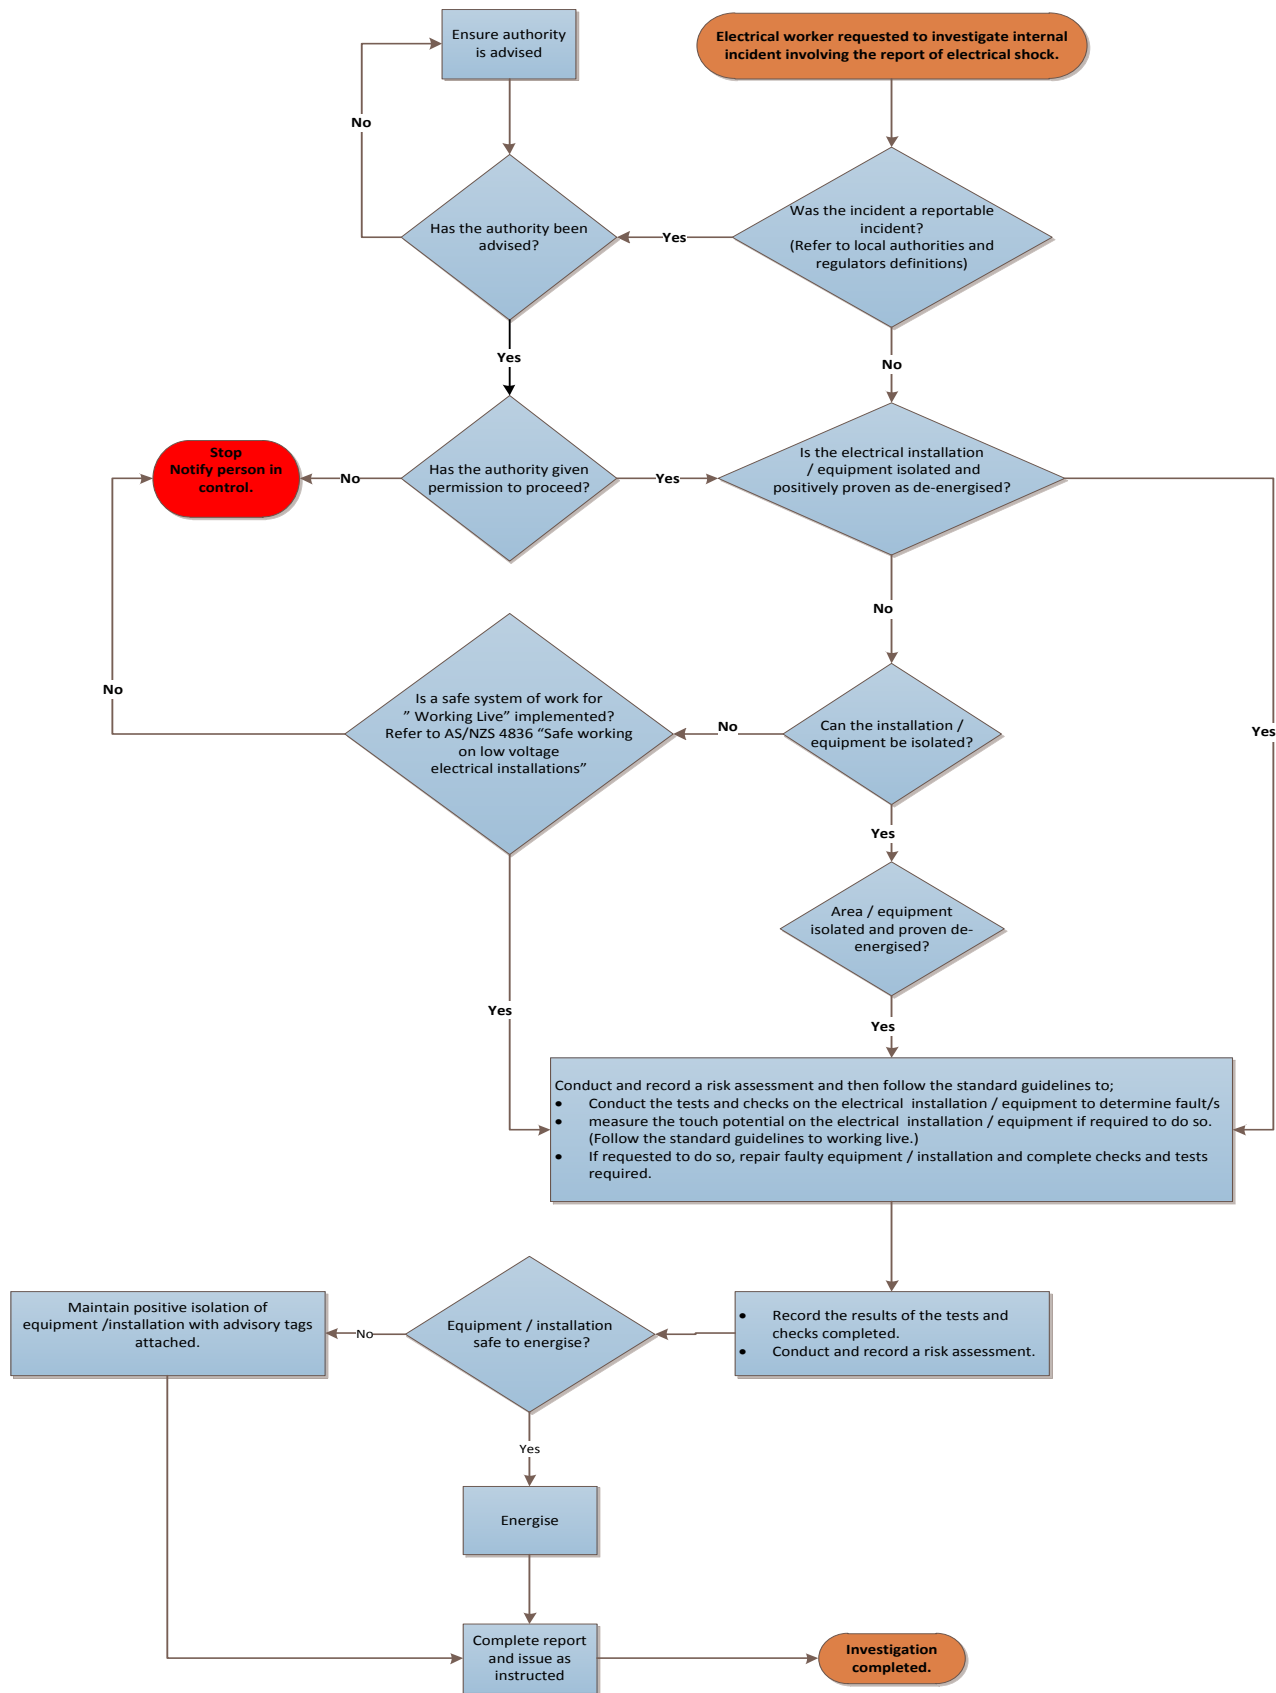 Ensure authority
is advised
Electrical worker requested to investigate internal
incident involving the report of electrical shock.
No
Has the authority been
advised?
Yes
Was the incident a reportable
incident?
(Refer to local authorities and
regulators definitions)
Yes
No
Stop
Notify person in
control.
No
Has the authority given
permission to proceed?
Yes
Is the electrical installation
/ equipment isolated and
positively proven as de-energised?
No
No
Is a safe system of work for
” Working Live” implemented?
Refer to AS/NZS 4836 “Safe working
on low voltage
electrical installations”
No
Can the installation /
equipment be isolated?
Yes
Yes
Area / equipment
isolated and proven de-
energised?
Yes
Yes
Conduct and record a risk assessment and then follow the standard guidelines to;
• Conduct the tests and checks on the electrical installation / equipment to determine fault/s
• measure the touch potential on the electrical installation / equipment if required to do so.
(Follow the standard guidelines to working live.)
• If requested to do so, repair faulty equipment / installation and complete checks and tests
required.
Maintain positive isolation of
equipment /installation with advisory tags
attached.
No
Equipment / installation
safe to energise?
• Record the results of the tests and
checks completed.
• Conduct and record a risk assessment.
Yes
Energise
Complete report
and issue as
instructed
Investigation
completed.